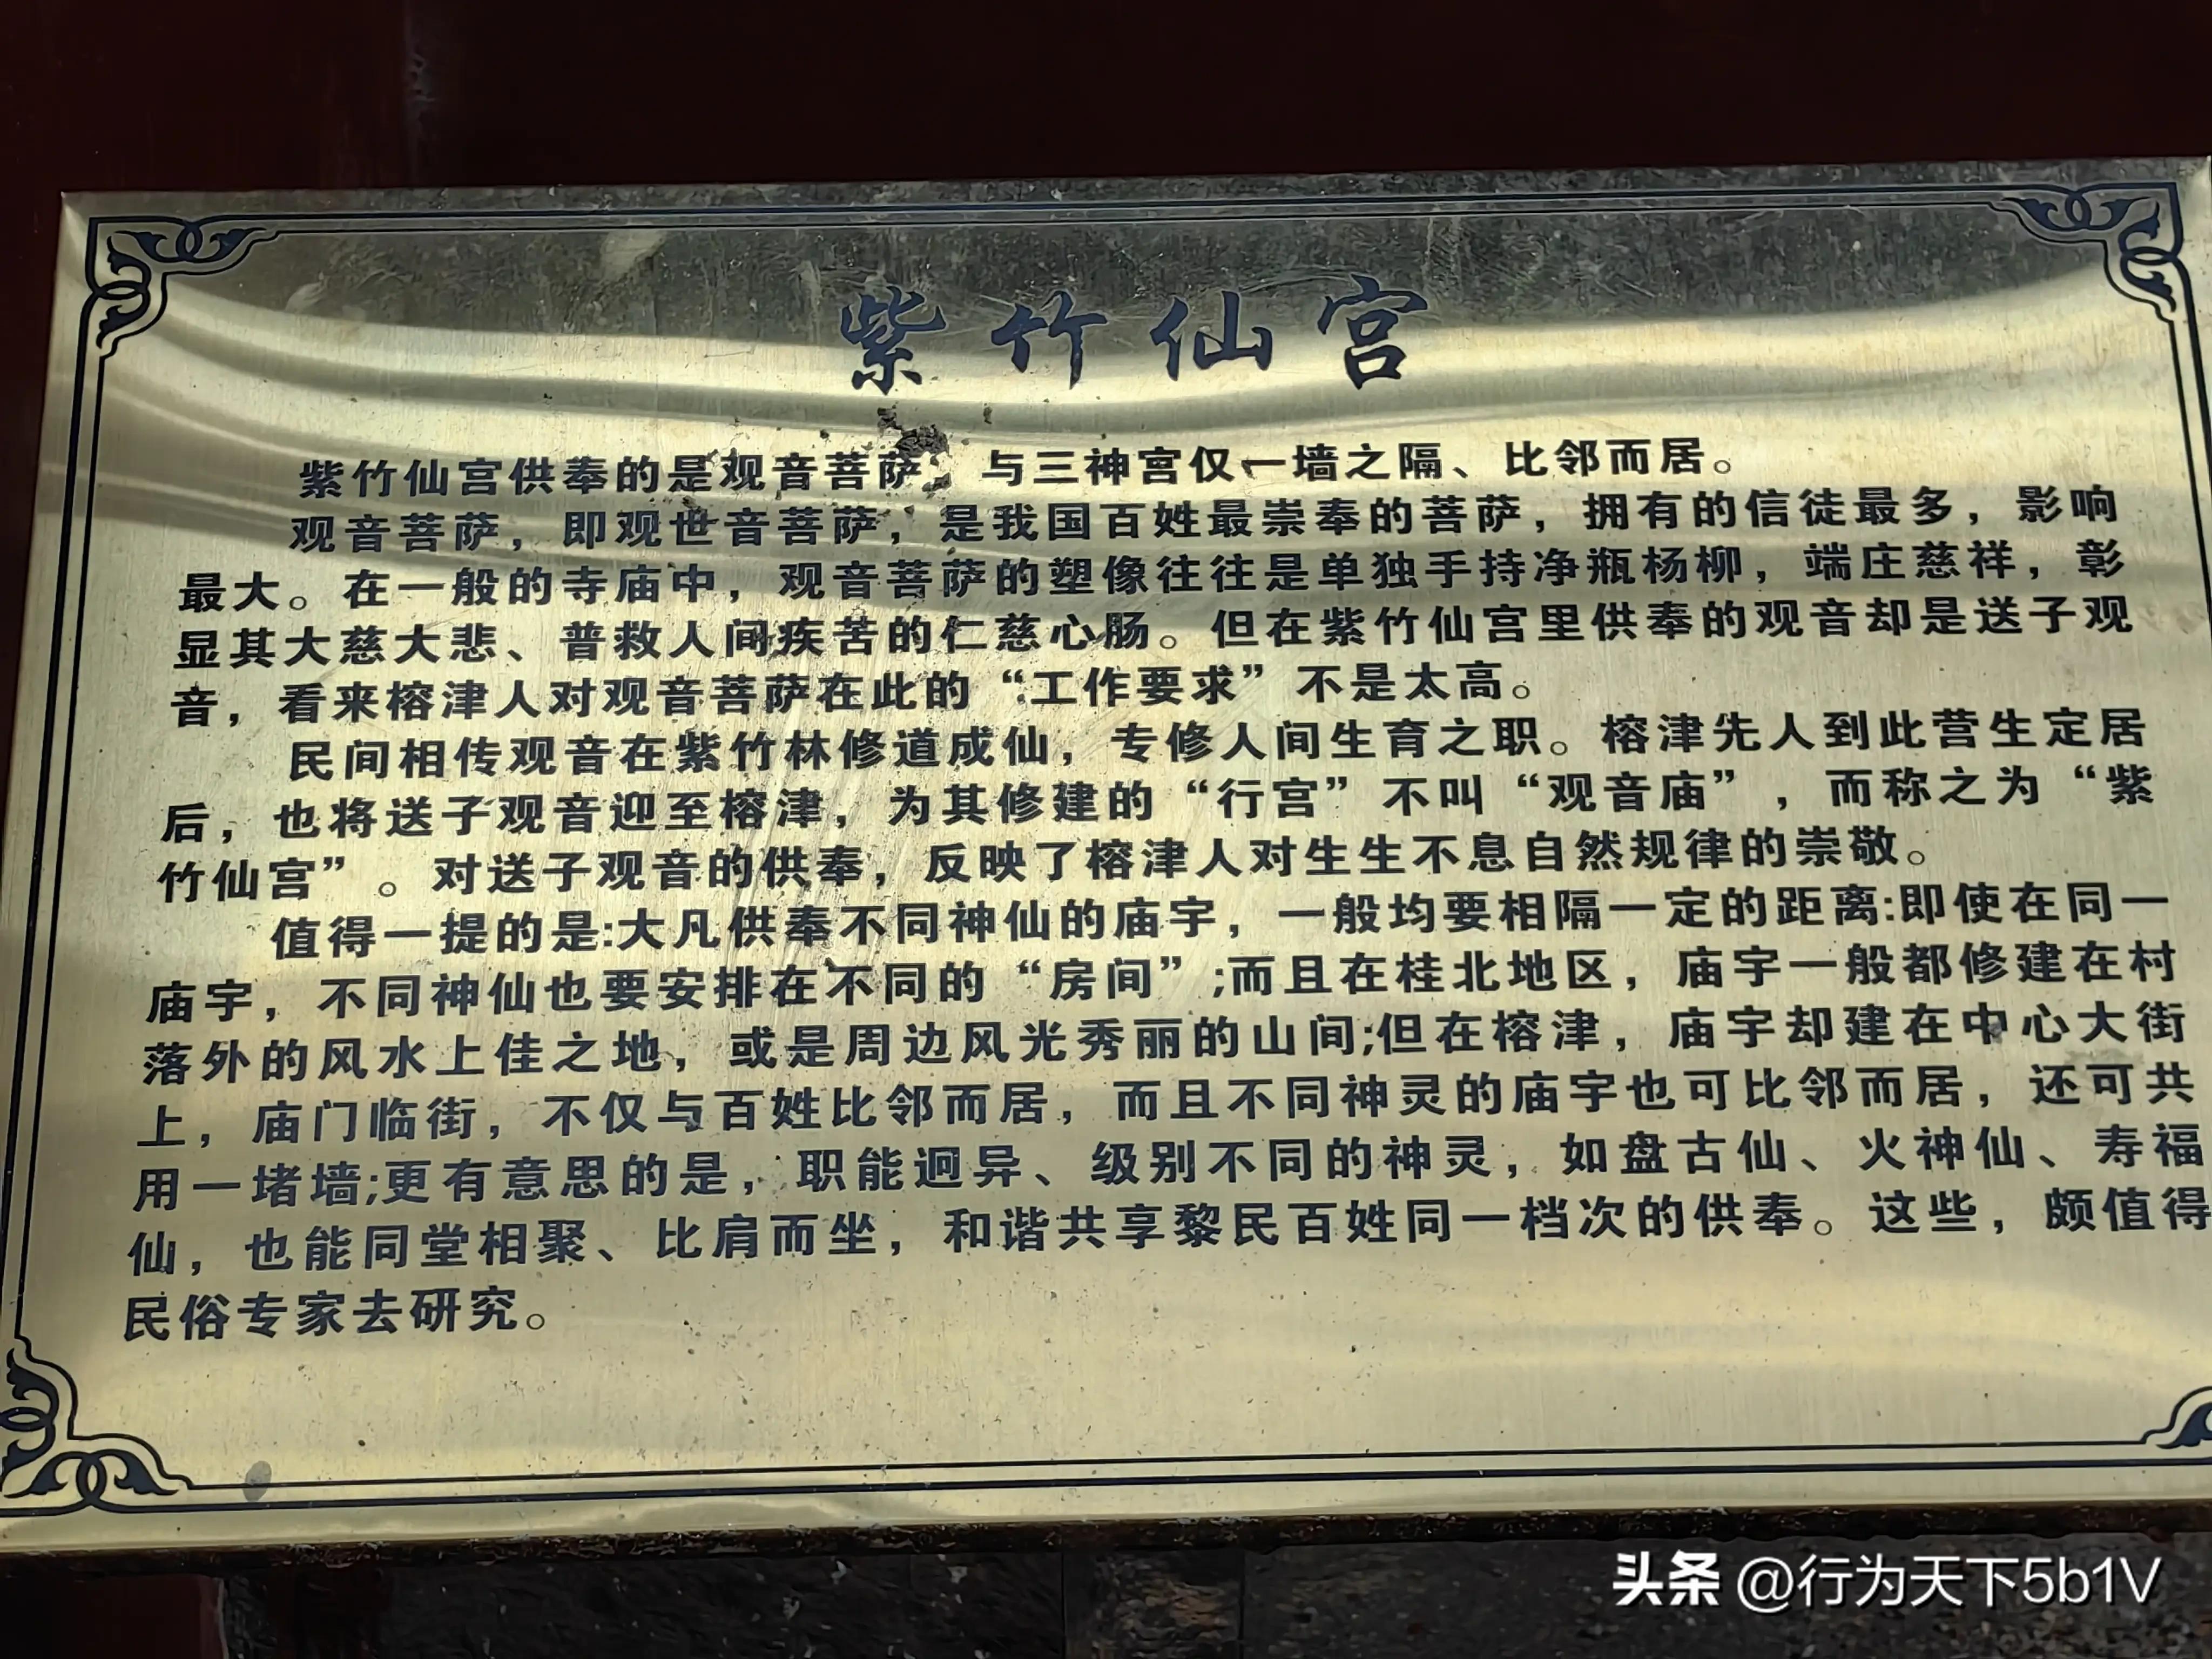 紫竹仙宫
紫竹仙宫供奉的是观音菩萨，与三神宫仅一墙之隔、比邻而居。
观音菩萨，即观世音菩萨，是我国百姓最崇奉的菩萨，拥有的信徒最多，影响
最大。在一般的寺庙中，观音菩萨的塑像往往是单独手持净瓶杨柳，端庄慈祥，彰
显其大慈大悲、普救人间疾苦的仁慈心肠。但在紫竹仙宫里供奉的观音却是送子观
音，看来榕津人对观音菩萨在此的“工作要求”不是太高。
民间相传观音在紫竹林修道成仙，专修人间生育之职。榕津先人到此营生定居
后，也将送子观音迎至榕津，为其修建的“行宫”不叫“观音庙”，而称之为“紫
竹仙宫”。对送子观音的供奉，反映了榕津人对生生不息自然规律的崇敬。
值得一提的是:大凡供奉不同神仙的庙宇，一般均要相隔一定的距离:即使在同一
庙宇，不同神仙也要安排在不同的“房间”;而且在桂北地区，庙宇一般都修建在村
落外的风水上佳之地，或是周边风光秀丽的山间;但在榕津，庙宇却建在中心大街
上，庙门临街，不仅与百姓比邻而居，而且不同神灵的庙宇也可比邻而居，还可共
用一堵墙;更有意思的是，职能迥异、级别不同的神灵，如盘古仙、火神仙、寿福
仙，也能同堂相聚、比肩而坐，和谐共享黎民百姓同一档次的供奉。这些，颇值得
民俗专家去研究。
头条 @行为天下5b1V